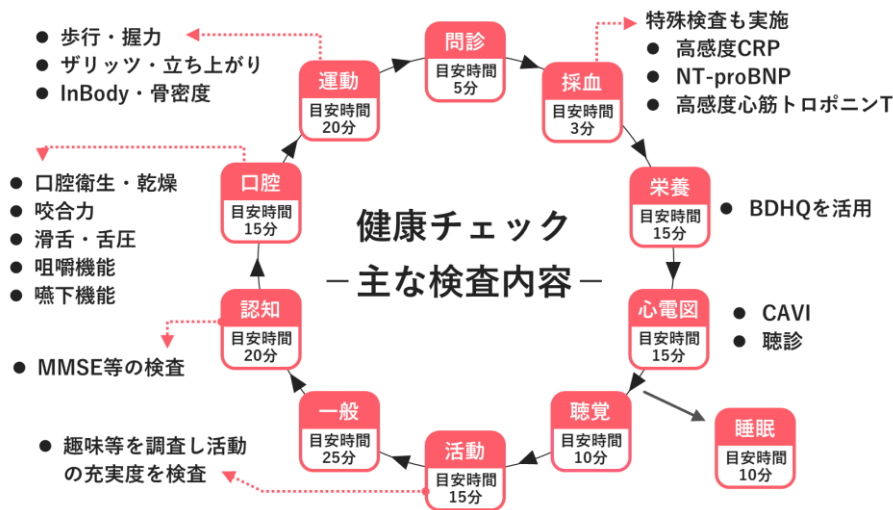 健康チェック
－主な検査内容－
問診
目安時間
5分
採血
目安時間
3分
特殊検査も実施
● 高感度CRP
● NT-proBNP
● 高感度心筋トロポニンT
栄養
目安時間
15分
● BDHQを活用
心電図
目安時間
15分
● CAVI
● 聴診
睡眠
目安時間
10分
聴覚
目安時間
10分
活動
目安時間
15分
● 趣味等を調査し活動
の充実度を検査
一般
目安時間
25分
認知
目安時間
20分
● MMSE等の検査
口腔
目安時間
15分
● 口腔衛生・乾燥
● 咬合力
● 滑舌・舌圧
● 咀嚼機能
● 嚥下機能
運動
目安時間
20分
● 歩行・握力
● ザリッツ・立ち上がり
● InBody・骨密度